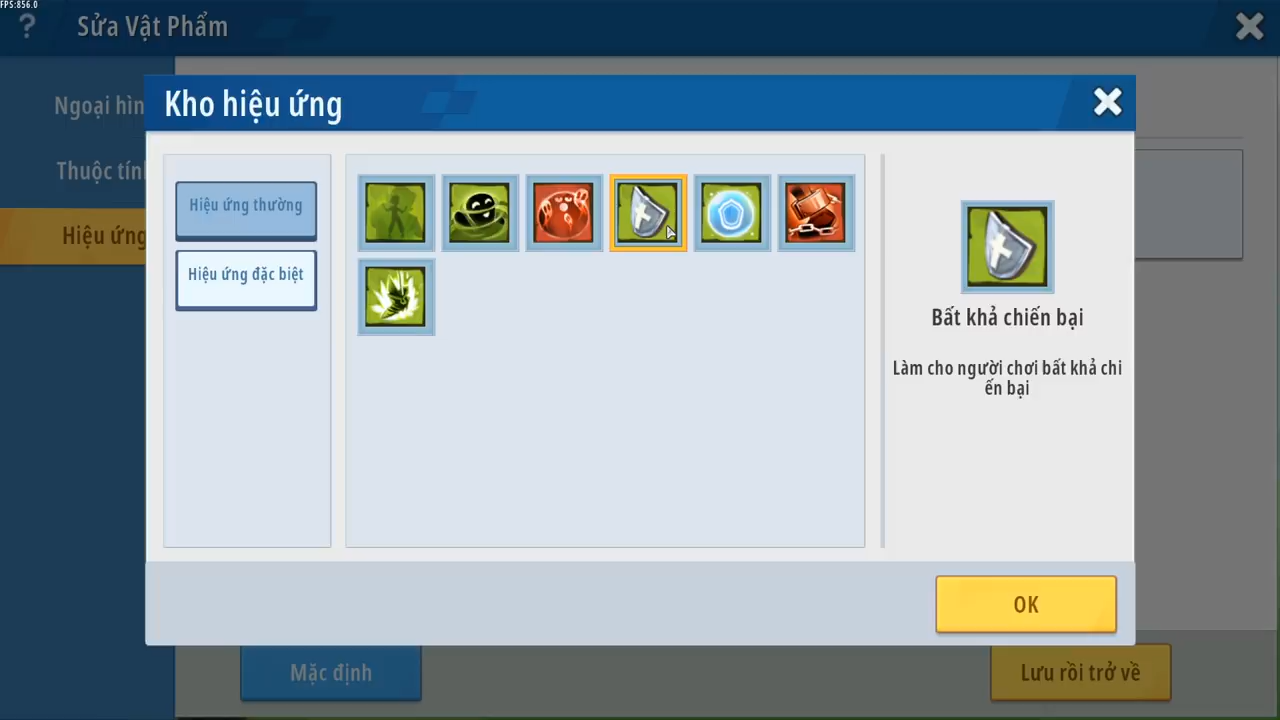 FPS:856.0
?
Sửa Vật Phẩm
Ngoại hìn
Kho hiệu ứng
Thuộc tín
Hiệu ứng
Hiệu ứng thường
Hiệu ứng đặc biệt
Bất khả chiến bại
Làm cho người chơi bất khả chi
ến bại
OK
Mặc định
Lưu rồi trở về